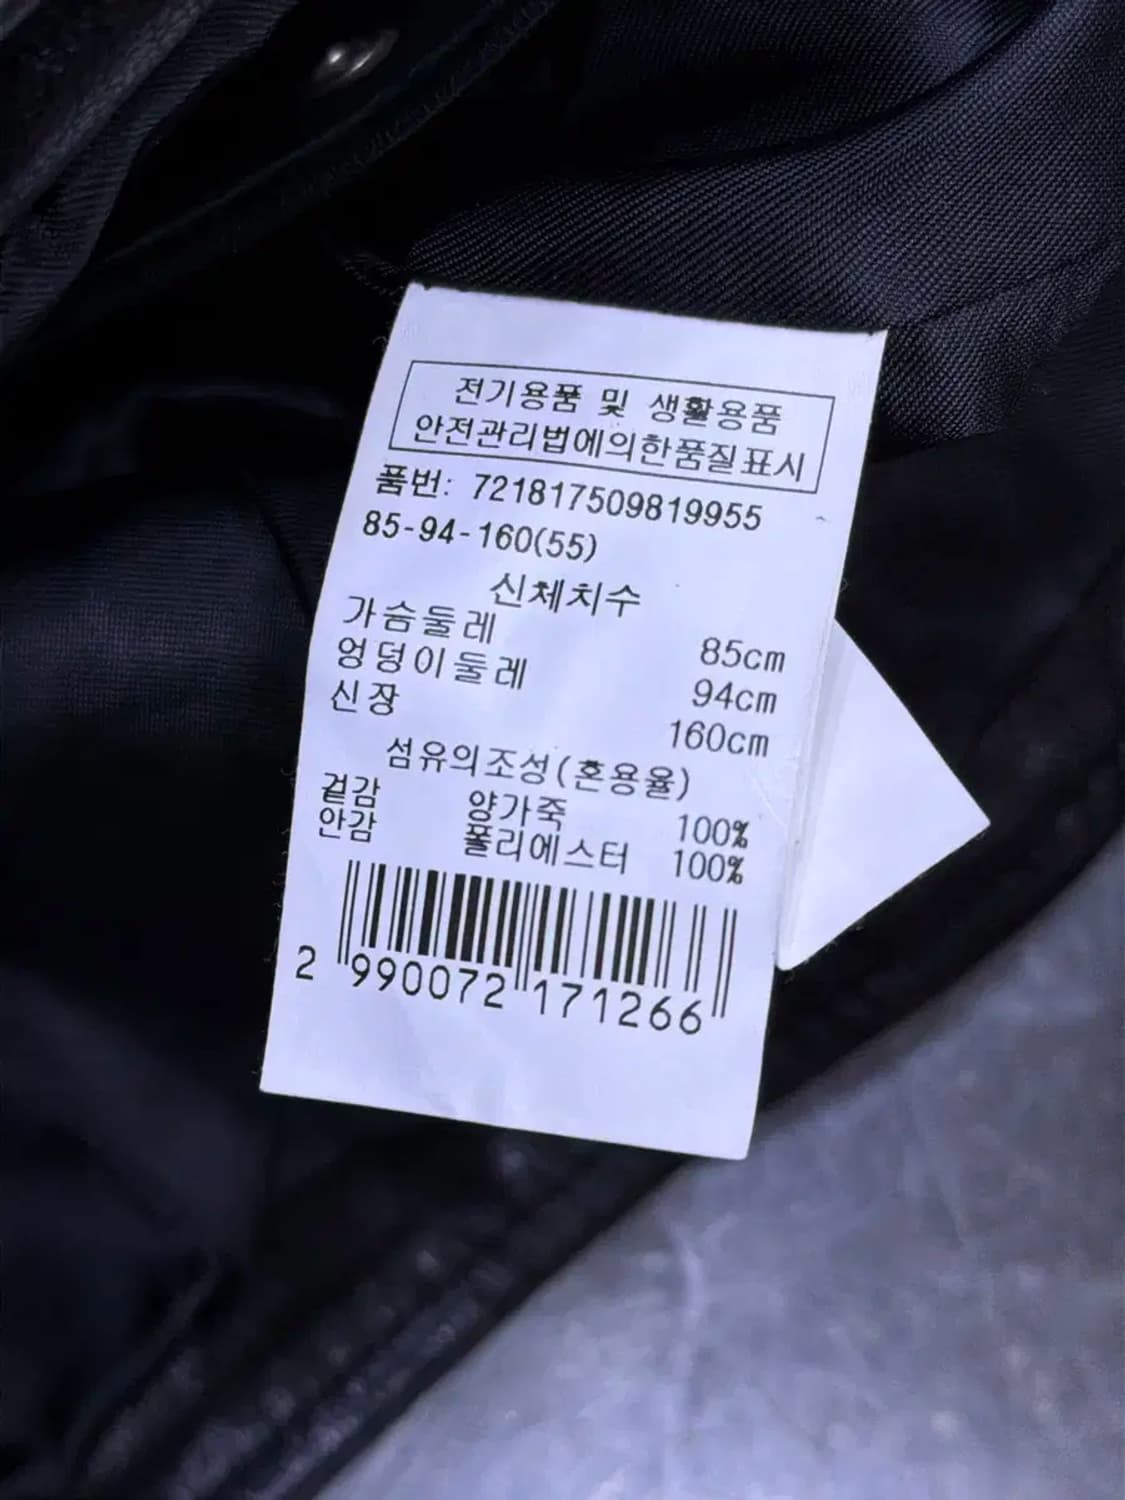 전기용품 및 생활용품
안전관리법에의한품질표시
품번: 721817509819955
85-94-160(55)
신체치수
가슴둘레 85cm
엉덩이둘레 94cm
신장 160cm
섬유의조성(혼용율)
겉감 양가죽 100%
안감 폴리에스터 100%
2 990072 171266